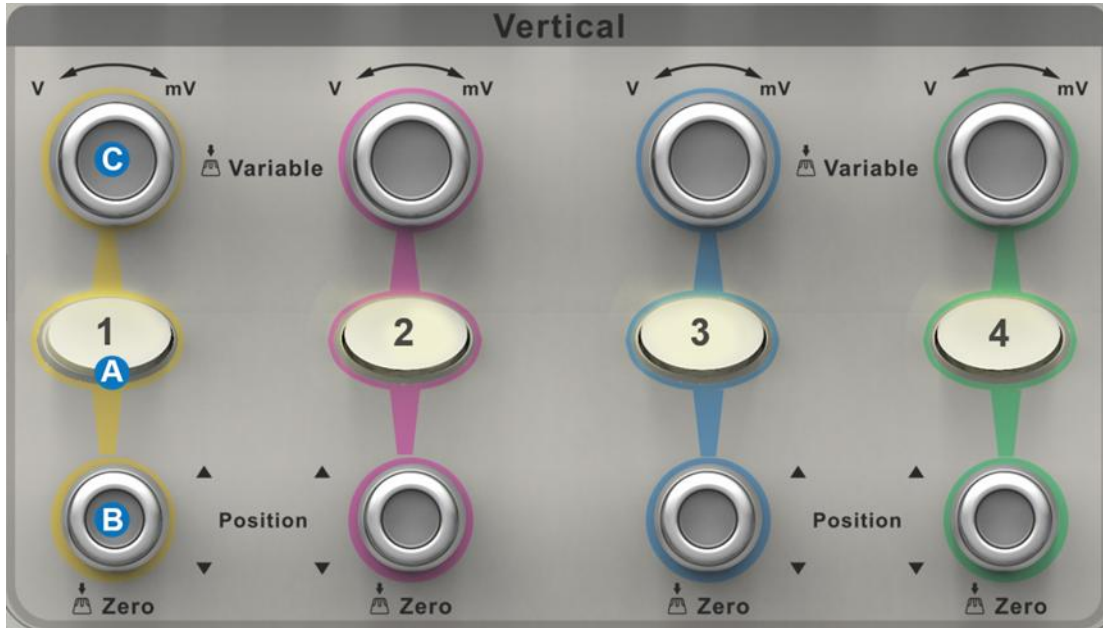 Vertical
V mV V mV V mV V mV
C Variable Variable
1 2 3 4
A
B Position Position
Zero Zero Zero Zero